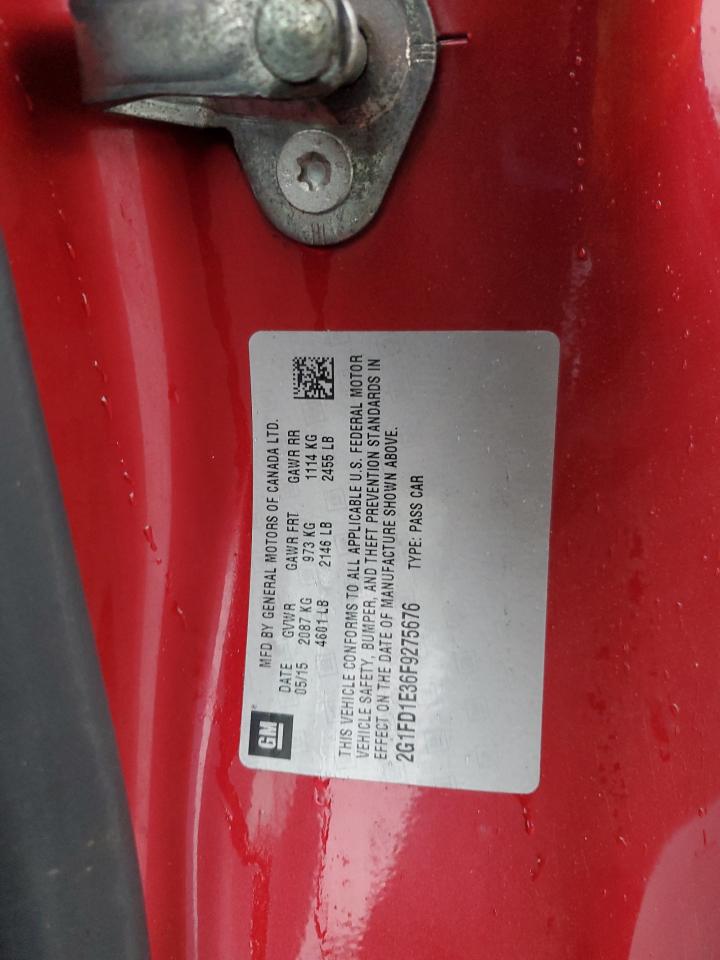 GM
MFD BY GENERAL MOTORS OF CANADA LTD.
DATE GVWR GAWR FRT GAWR RR
05/15 2087 KG 973 KG 1114 KG
4601 LB 2146 LB 2455 LB
THIS VEHICLE CONFORMS TO ALL APPLICABLE U.S. FEDERAL MOTOR
VEHICLE SAFETY, BUMPER, AND THEFT PREVENTION STANDARDS IN
EFFECT ON THE DATE OF MANUFACTURE SHOWN ABOVE.
2G1FD1E36F9275676 TYPE: PASS CAR